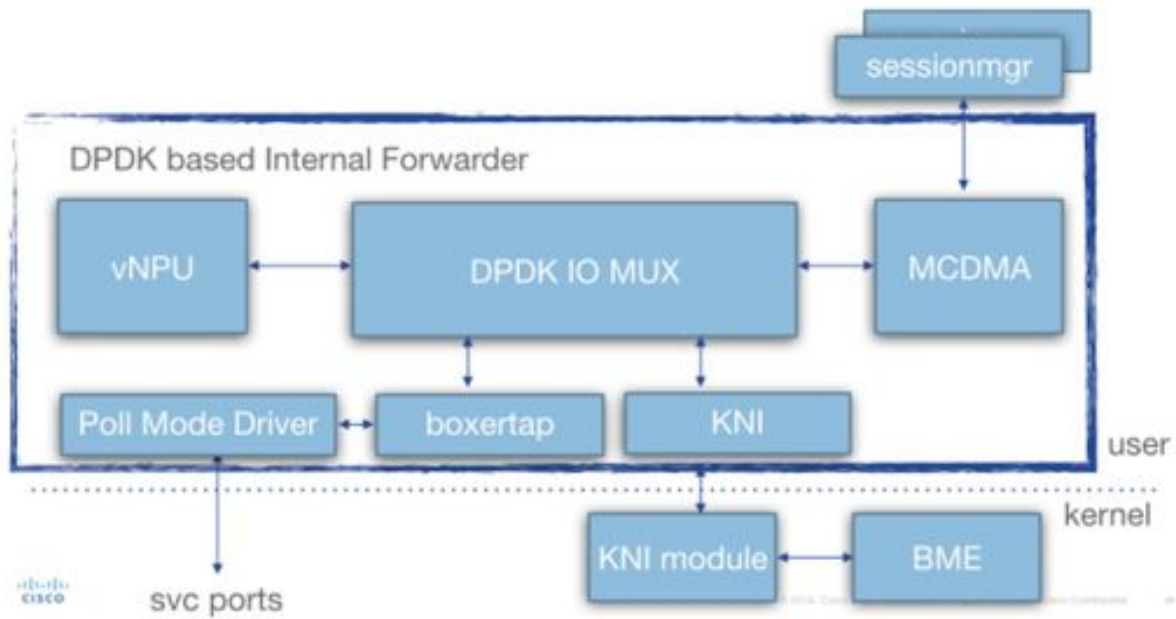 sessionmgr
DPDK based Internal Forwarder
vNPU
DPDK IO MUX
MCDMA
Poll Mode Driver
boxertap
KNI
user
kernel
KNI module
BME
CISCO
svc ports